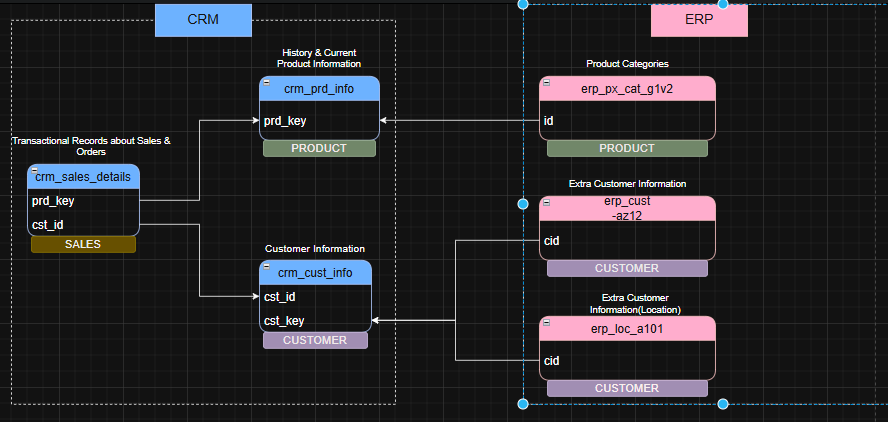 CRM
ERP
History & Current
Product Information
crm_prd_info
prd_key
PRODUCT
Transactional Records about Sales &
Orders
crm_sales_details
prd_key
cst_id
SALES
Customer Information
crm_cust_info
cst_id
cst_key
CUSTOMER
Product Categories
erp_px_cat_g1v2
id
PRODUCT
Extra Customer Information
erp_cust
-az12
cid
CUSTOMER
Extra Customer
Information(Location)
erp_loc_a101
cid
CUSTOMER